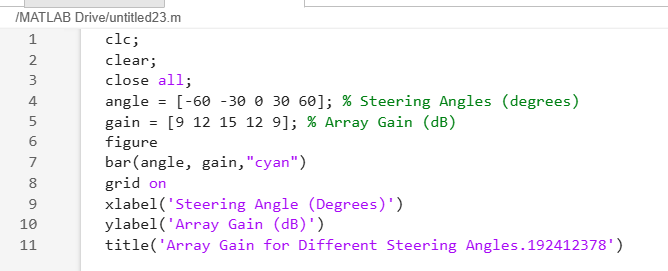 /MATLAB Drive/untitled23.m
1 clc;
2 clear;
3 close all;
4 angle = [-60 -30 0 30 60]; % Steering Angles (degrees)
5 gain = [9 12 15 12 9]; % Array Gain (dB)
6 figure
7 bar(angle, gain,"cyan")
8 grid on
9 xlabel('Steering Angle (Degrees)')
10 ylabel('Array Gain (dB)')
11 title('Array Gain for Different Steering Angles.192412378')